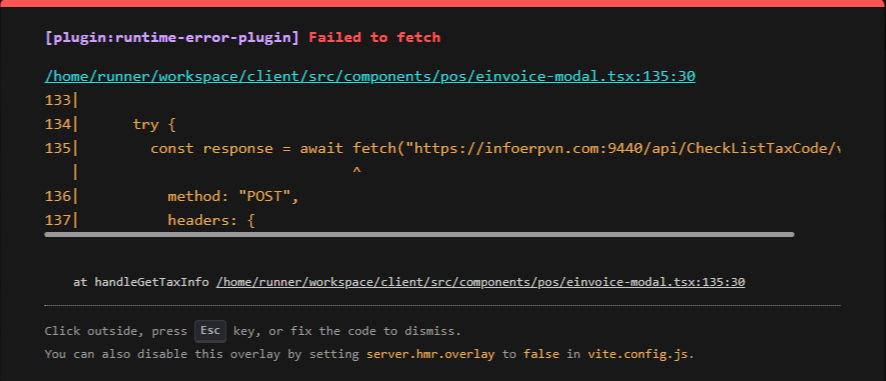 [plugin:runtime-error-plugin] Failed to fetch
/home/runner/workspace/client/src/components/pos/einvoice-modal.tsx:135:30
133|
134|      try {
135|        const response = await fetch("https://infoerpvn.com:9440/api/CheckListTaxCode/v
   |                               ^
136|          method: "POST",
137|          headers: {
at handleGetTaxInfo /home/runner/workspace/client/src/components/pos/einvoice-modal.tsx:135:30
Click outside, press Esc key, or fix the code to dismiss.
You can also disable this overlay by setting server.hmr.overlay to false in vite.config.js.